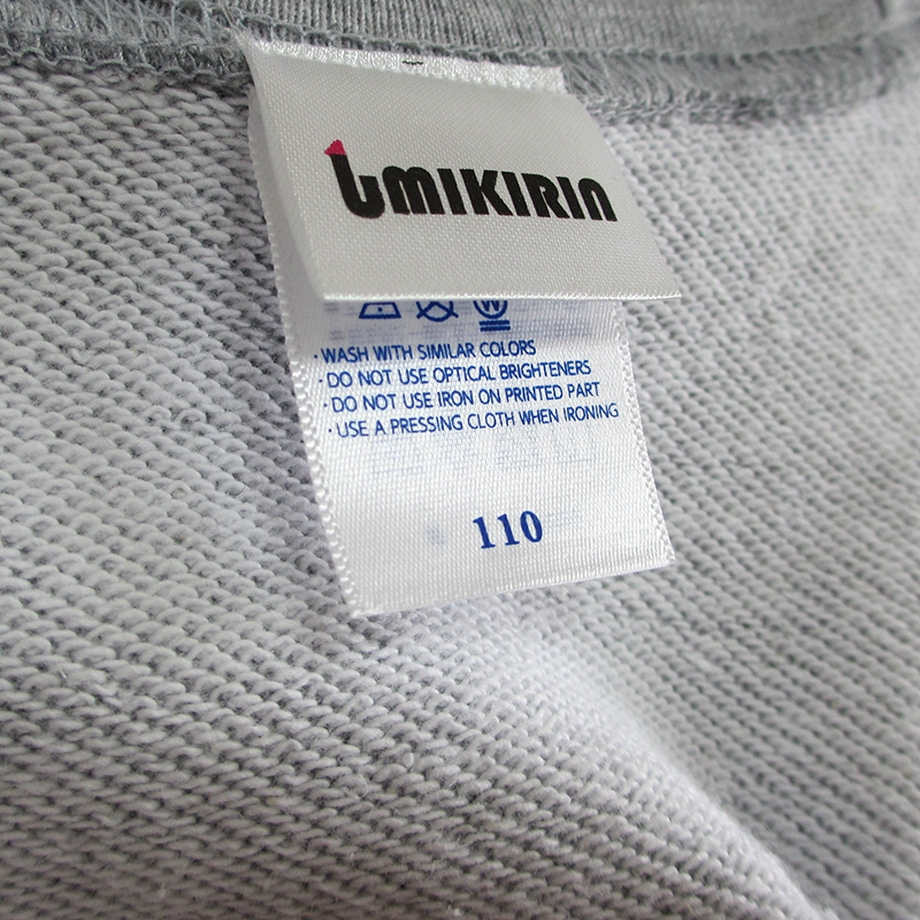 UMIKIRIN
W
· WASH WITH SIMILAR COLORS
· DO NOT USE OPTICAL BRIGHTENERS
· DO NOT USE IRON ON PRINTED PART
· USE A PRESSING CLOTH WHEN IRONING
110